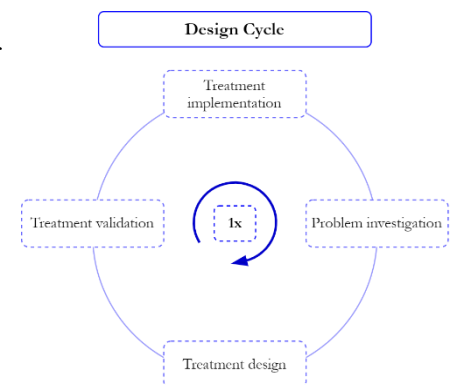 Design Cycle
Treatment
implementation
Treatment validation
1x
Problem investigation
Treatment design